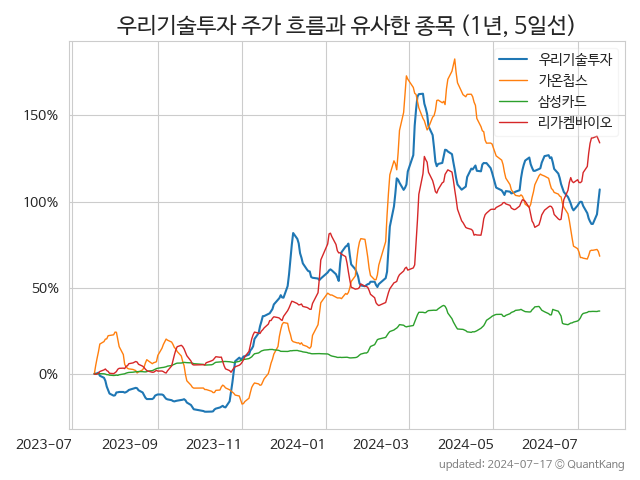 우리기술투자 주가 흐름과 유사한 종목 (1년, 5일선)
우리기술투자
가온칩스
삼성카드
리가켐바이오
150%
100%
50%
0%
2023-07 2023-09 2023-11 2024-01 2024-03 2024-05 2024-07
updated: 2024-07-17 © QuantKang